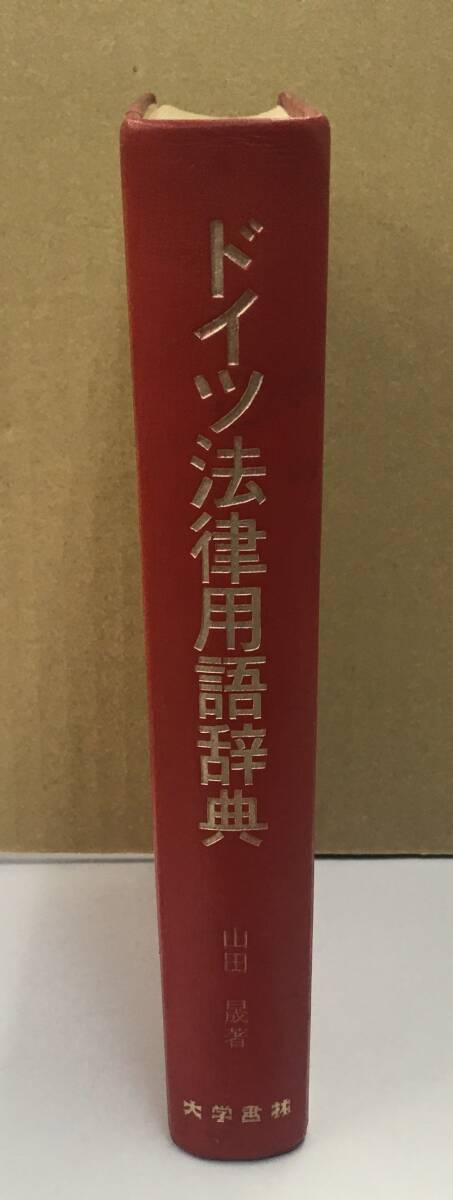 ドイツ法律用語辞典
山田 晟著
大学書林